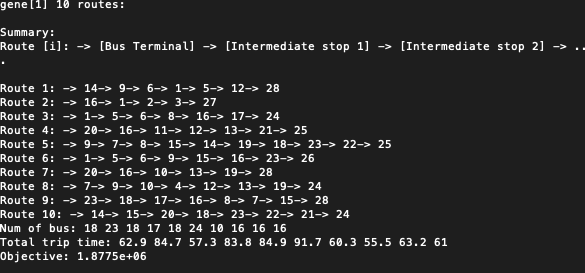 gene[1] 10 routes:
Summary:
Route [i]: -> [Bus Terminal] -> [Intermediate stop 1] -> [Intermediate stop 2] -> ..
.
Route 1: -> 14-> 9-> 6-> 1-> 5-> 12-> 28
Route 2: -> 16-> 1-> 2-> 3-> 27
Route 3: -> 1-> 5-> 6-> 8-> 16-> 17-> 24
Route 4: -> 20-> 16-> 11-> 12-> 13-> 21-> 25
Route 5: -> 9-> 7-> 8-> 15-> 14-> 19-> 18-> 23-> 22-> 25
Route 6: -> 1-> 5-> 6-> 9-> 15-> 16-> 23-> 26
Route 7: -> 20-> 16-> 10-> 13-> 19-> 28
Route 8: -> 7-> 9-> 10-> 4-> 12-> 13-> 19-> 24
Route 9: -> 23-> 18-> 17-> 16-> 8-> 7-> 15-> 28
Route 10: -> 14-> 15-> 20-> 18-> 23-> 22-> 21-> 24
Num of bus: 18 23 18 17 18 24 10 16 16 16
Total trip time: 62.9 84.7 57.3 83.8 84.9 91.7 60.3 55.5 63.2 61
Objective: 1.8775e+06